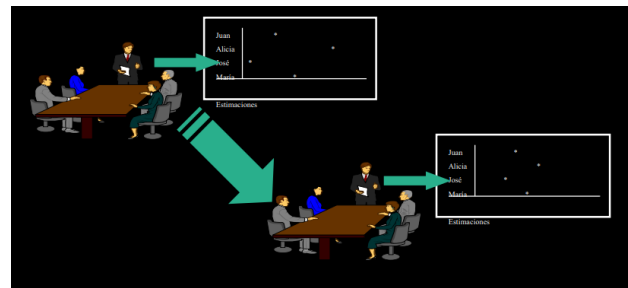 Juan
Alicia
José
María
Estimaciones
Juan
Alicia
José
María
Estimaciones